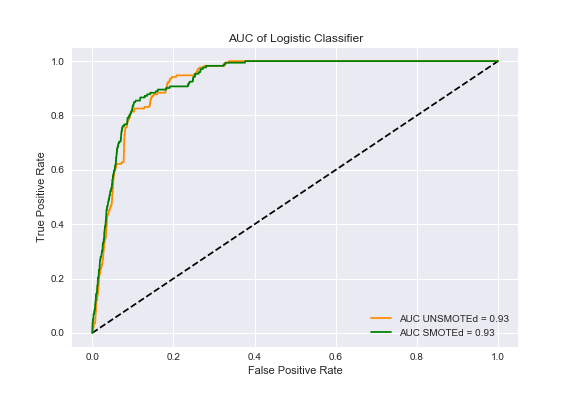 AUC of Logistic Classifier
1.0
0.8
0.6
0.4
0.2
0.0
True Positive Rate
AUC UNSMOTEd = 0.93
AUC SMOTEd = 0.93
0.0 0.2 0.4 0.6 0.8 1.0
False Positive Rate